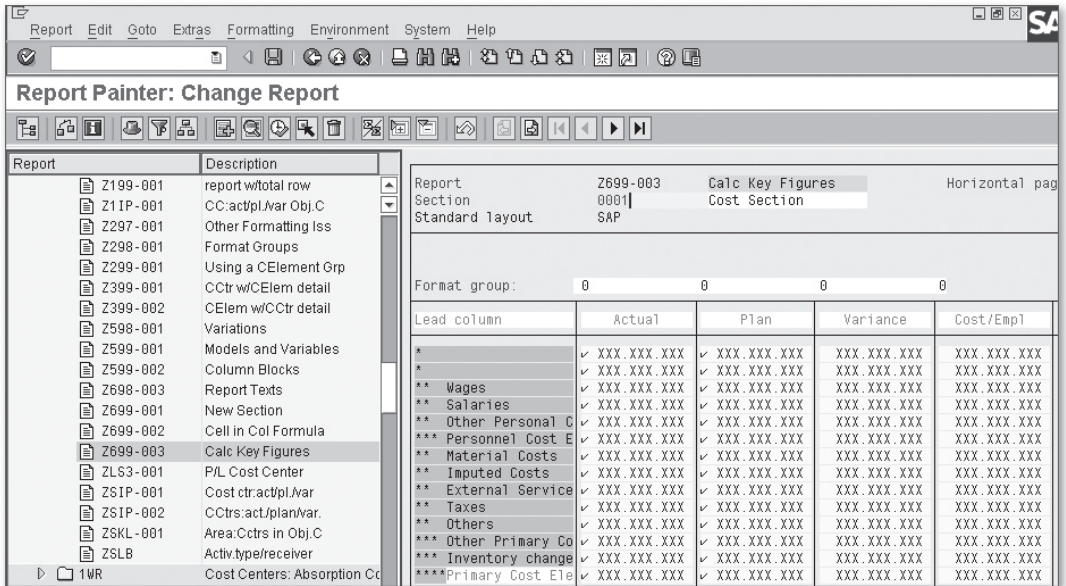 Report Edit Goto Extras Formatting Environment System Help
SA
Report Painter: Change Report
Report Description
Z199-001 report w/total row
Z1IP-001 CC:act/pl./var Obj.C
Z297-001 Other Formatting Iss
Z298-001 Format Groups
Z299-001 Using a CElement Grp
Z399-001 CCtr w/CElem detail
Z399-002 CElem w/CCtr detail
Z598-001 Variations
Z599-001 Models and Variables
Z599-002 Column Blocks
Z698-003 Report Texts
Z699-001 New Section
Z699-002 Cell in Col Formula
Z699-003 Calc Key Figures
ZLS3-001 P/L Cost Center
ZSIP-001 Cost ctr:act/pl./var
ZSIP-002 CCtrs:act./plan/var.
ZSKL-001 Area:Cctrs in Obj.C
ZSLB Activ.type/receiver
1WR Cost Centers: Absorption Co
Report Z699-003 Calc Key Figures Horizontal pag
Section 0001 Cost Section
Standard layout SAP
Format group: 0 0 0 0
Lead column Actual Plan Variance Cost/Empl
* XXX.XXX.XXX XXX.XXX.XXX XXX.XXX.XXX XXX.XXX.XXX
* XXX.XXX.XXX XXX.XXX.XXX XXX.XXX.XXX XXX.XXX.XXX
** Wages XXX.XXX.XXX XXX.XXX.XXX XXX.XXX.XXX XXX.XXX.XXX
** Salaries XXX.XXX.XXX XXX.XXX.XXX XXX.XXX.XXX XXX.XXX.XXX
** Other Personal C XXX.XXX.XXX XXX.XXX.XXX XXX.XXX.XXX XXX.XXX.XXX
*** Personnel Cost E XXX.XXX.XXX XXX.XXX.XXX XXX.XXX.XXX XXX.XXX.XXX
** Material Costs XXX.XXX.XXX XXX.XXX.XXX XXX.XXX.XXX XXX.XXX.XXX
** Imputed Costs XXX.XXX.XXX XXX.XXX.XXX XXX.XXX.XXX XXX.XXX.XXX
** External Service XXX.XXX.XXX XXX.XXX.XXX XXX.XXX.XXX XXX.XXX.XXX
** Taxes XXX.XXX.XXX XXX.XXX.XXX XXX.XXX.XXX XXX.XXX.XXX
** Others XXX.XXX.XXX XXX.XXX.XXX XXX.XXX.XXX XXX.XXX.XXX
*** Other Primary Co XXX.XXX.XXX XXX.XXX.XXX XXX.XXX.XXX XXX.XXX.XXX
*** Inventory change XXX.XXX.XXX XXX.XXX.XXX XXX.XXX.XXX XXX.XXX.XXX
****Primary Cost Ele XXX.XXX.XXX XXX.XXX.XXX XXX.XXX.XXX XXX.XXX.XXX